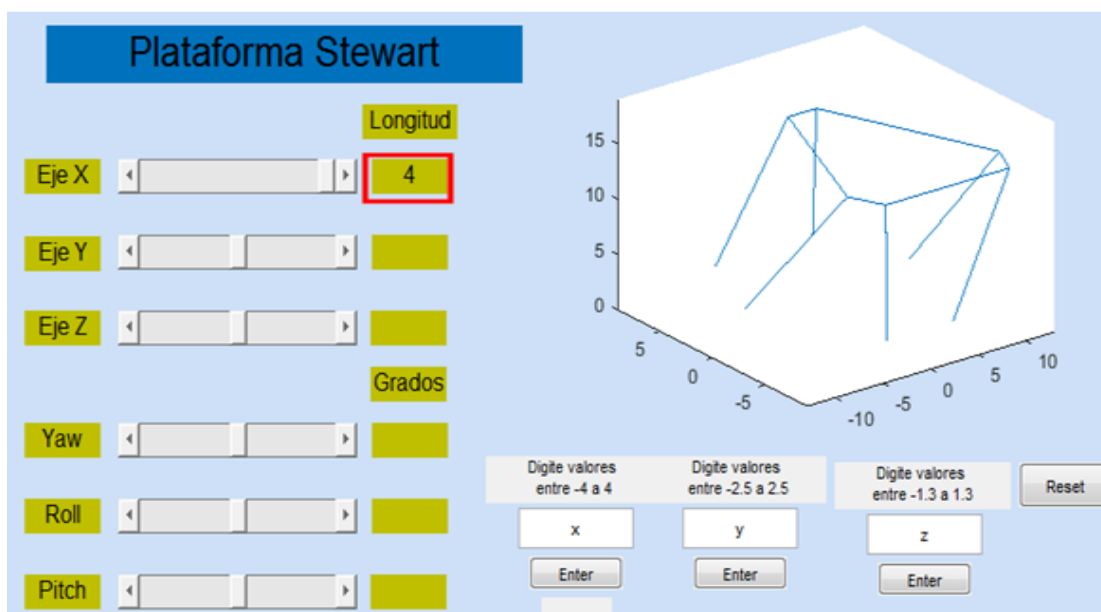 Plataforma Stewart
Longitud
Eje X
4
Eje Y
Eje Z
Grados
Yaw
Roll
Pitch
15
10
5
0
5
0
-5
-10
-5
0
5
10
Digite valores
entre -4 a 4
x
Enter
Digite valores
entre -2.5 a 2.5
y
Enter
Digite valores
entre -1.3 a 1.3
z
Enter
Reset